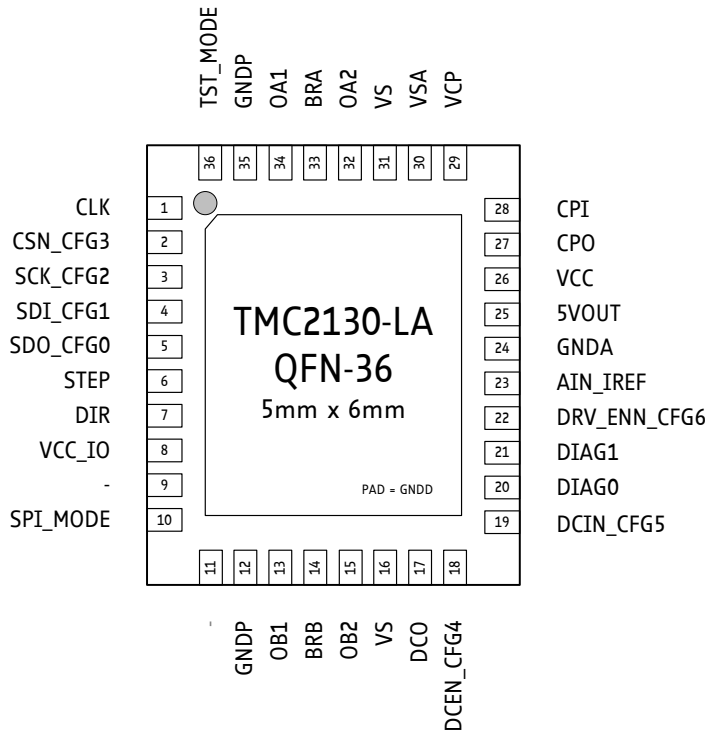 TST_MODE
GNDP
OA1
BRA
OA2
VS
VSA
VCP
36
35
34
33
32
31
30
29
CLK 1
CSN_CFG3 2
SCK_CFG2 3
SDI_CFG1 4
SDO_CFG0 5
STEP 6
DIR 7
VCC_IO 8
- 9
SPI_MODE 10
TMC2130-LA
QFN-36
5mm x 6mm
PAD = GNDD
28 CPI
27 CPO
26 VCC
25 5VOUT
24 GNDA
23 AIN_IREF
22 DRV_ENN_CFG6
21 DIAG1
20 DIAG0
19 DCIN_CFG5
11
12
13
14
15
16
17
18
-
GNDP
OB1
BRB
OB2
VS
DCO
DCEN_CFG4